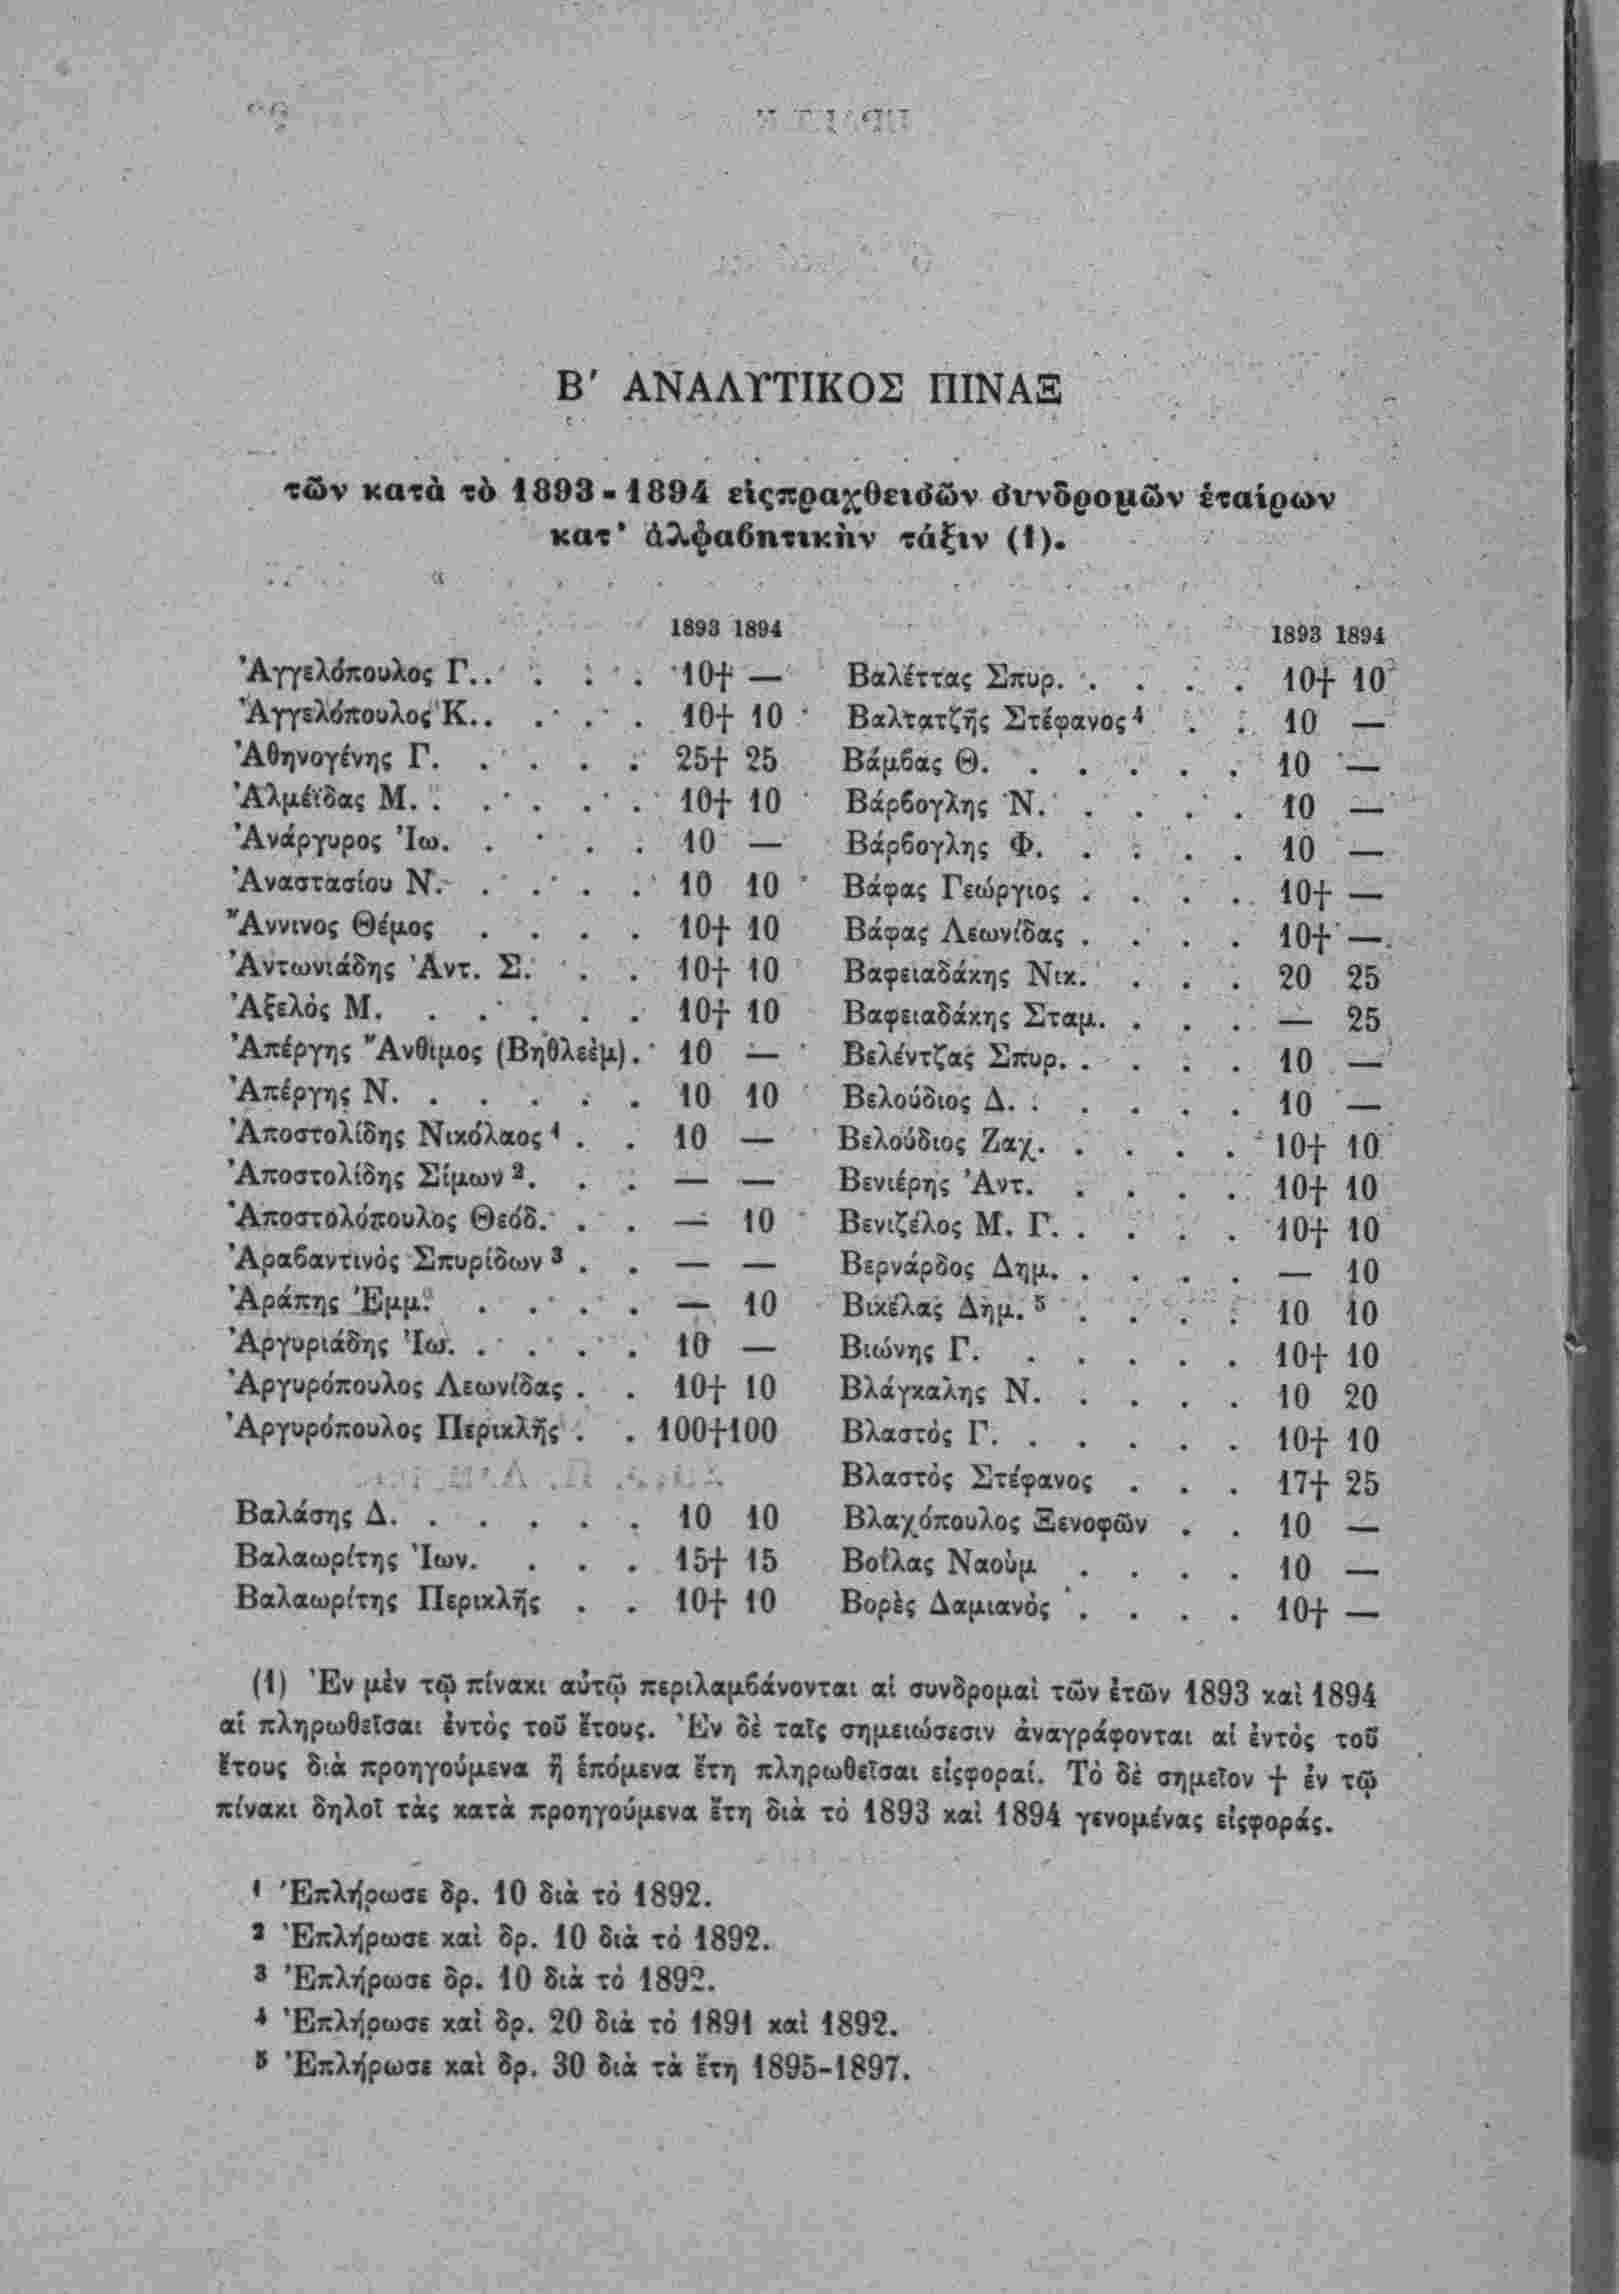 Β΄ ΑΝΑΛΥΤΙΚΟΣ ΠΙΝΑΞ
τῶν κατὰ τὸ 1893-1894 εἰςπραχθεισῶν συνδρομῶν ἑταίρων
κατ' ἀλφαβητικὴν τάξιν (1).
1893 1894
Ἀγγελόπουλος Γ. . . . . 10† —
Ἀγγελόπουλος Κ. . . . . 10† 10
Ἀθηνογένης Γ. . . . . . 25† 25
Ἀλμέϊδας Μ. . . . . . 10† 10
Ἀνάργυρος Ἰω. . . . . 10 —
Ἀναστασίου Ν. . . . . . 10 10
Ἄννινος Θέμος . . . . 10† 10
Ἀντωνιάδης Ἀντ. Σ. . . . 10† 10
Ἀξελὸς Μ. . . . . . . 10† 10
Ἀπέργης Ἄνθιμος (Βηθλεὲμ). 10 —
Ἀπέργης Ν. . . . . . . 10 10
Ἀποστολίδης Νικόλαος ¹ . . 10 —
Ἀποστολίδης Σίμων ². . . — —
Ἀποστολόπουλος Θεόδ. . . — 10
Ἀραβαντινὸς Σπυρίδων ³ . . — —
Ἀράπης Ἐμμ. . . . . — 10
Ἀργυριάδης Ἰω. . . . . . 10 —
Ἀργυρόπουλος Λεωνίδας . . 10† 10
Ἀργυρόπουλος Περικλῆς . . 100†100
Βαλάσης Δ. . . . . . . 10 10
Βαλαωρίτης Ἰων. . . . . 15† 15
Βαλαωρίτης Περικλῆς . . 10† 10
1893 1894
Βαλέττας Σπυρ. . . . . . 10† 10
Βαλτατζῆς Στέφανος ⁴ . . 10 —
Βάμβας Θ. . . . . . . 10 —
Βάρβογλης Ν. . . . . . 10 —
Βάρβογλης Φ. . . . . . 10 —
Βάφας Γεώργιος . . . . 10† —
Βάφας Λεωνίδας . . . . 10† —
Βαφειαδάκης Νικ. . . . . 20 25
Βαφειαδάκης Σταμ. . . . . — 25
Βελέντζας Σπυρ. . . . . . 10 —
Βελούδιος Δ. . . . . . . 10 —
Βελούδιος Ζαχ. . . . . . 10† 10
Βενιέρης Ἀντ. . . . . . 10† 10
Βενιζέλος Μ. Γ. . . . . . 10† 10
Βερνάρδος Δημ. . . . . . — 10
Βικέλας Δημ. ⁵ . . . . 10 10
Βιώνης Γ. . . . . . . 10† 10
Βλάγκαλης Ν. . . . . . 10 20
Βλαστὸς Γ. . . . . . . 10† 10
Βλαστὸς Στέφανος . . . 17† 25
Βλαχόπουλος Ξενοφῶν . . 10 —
Βοΐλας Ναοὺμ . . . . 10 —
Βορὲς Δαμιανὸς . . . . 10† —
(1) Ἐν μὲν τῷ πίνακι αὐτῷ περιλαμβάνονται αἱ συνδρομαὶ τῶν ἐτῶν 1893 καὶ 1894
αἱ πληρωθεῖσαι ἐντὸς τοῦ ἔτους. Ἐν δὲ ταῖς σημειώσεσιν ἀναγράφονται αἱ ἐντὸς τοῦ
ἔτους διὰ προηγούμενα ἢ ἑπόμενα ἔτη πληρωθεῖσαι εἰςφοραί. Τὸ δὲ σημεῖον † ἐν τῷ
πίνακι δηλοῖ τὰς κατὰ προηγούμενα ἔτη διὰ τὸ 1893 καὶ 1894 γενομένας εἰςφοράς.
¹ Ἐπλήρωσε δρ. 10 διὰ τὸ 1892.
² Ἐπλήρωσε καὶ δρ. 10 διὰ τὸ 1892.
³ Ἐπλήρωσε δρ. 10 διὰ τὸ 1892.
⁴ Ἐπλήρωσε καὶ δρ. 20 διὰ τὸ 1891 καὶ 1892.
⁵ Ἐπλήρωσε καὶ δρ. 30 διὰ τὰ ἔτη 1895-1897.